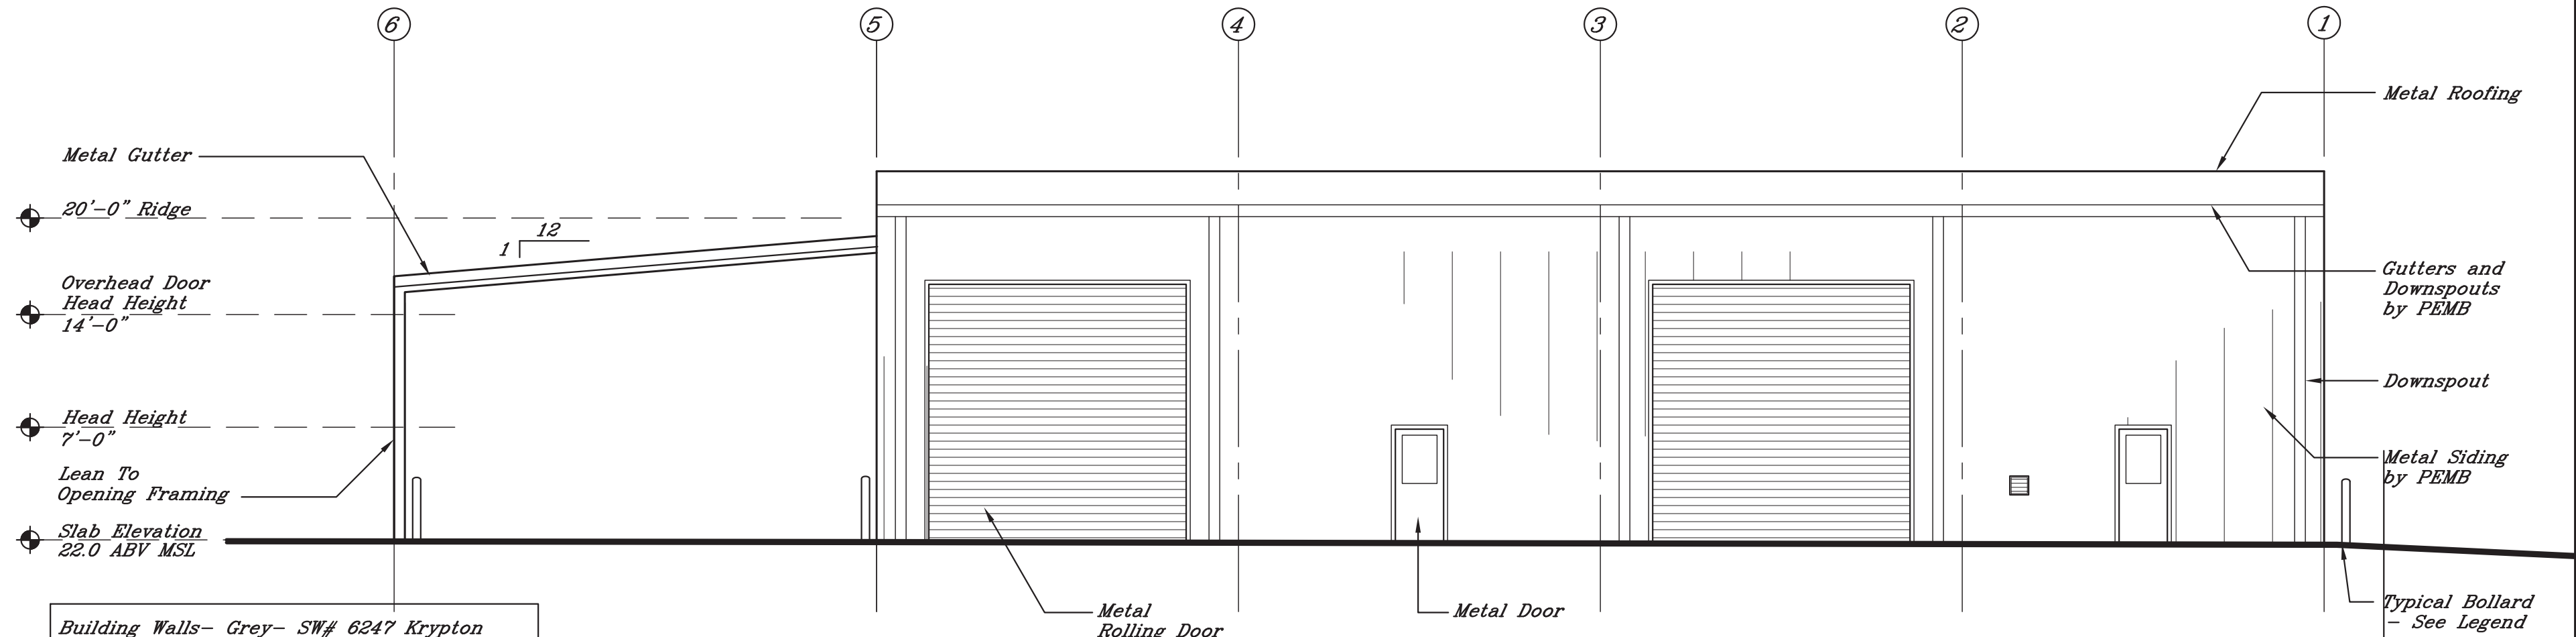 6
5
4
3
2
1
Metal Roofing
Metal Gutter
20'-0" Ridge
12
1
Overhead Door
Head Height
14'-0"
Gutters and
Downspouts
by PEMB
Downspout
Head Height
7'-0"
Metal Siding
by PEMB
Lean To
Opening Framing
Slab Elevation
22.0 ABV MSL
Metal
Rolling Door
Metal Door
Typical Bollard
- See Legend
Building Walls- Grey- SW# 6247 Krypton